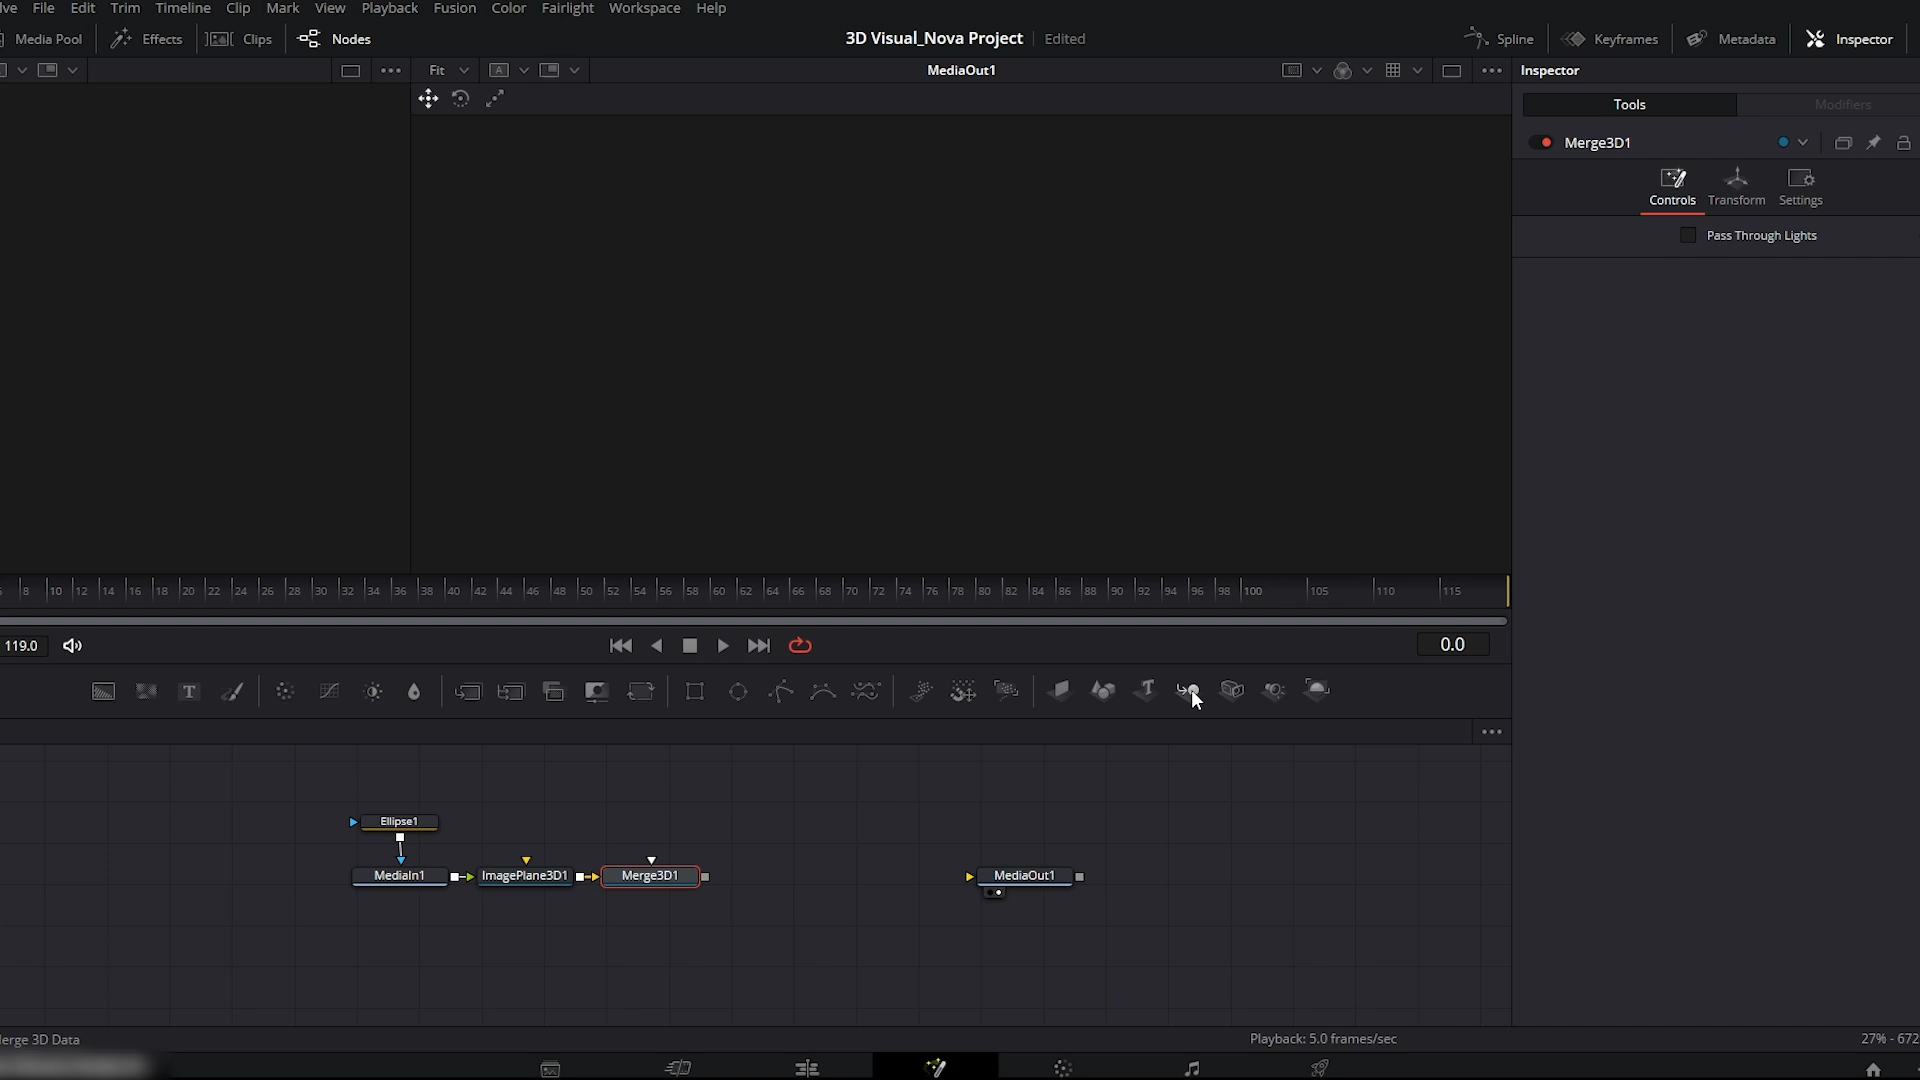 ve File Edit Trim Timeline Clip Mark View Playback Fusion Color Fairlight Workspace Help
Media Pool Effects Clips Nodes 3D Visual_Nova Project Edited Spline Keyframes Metadata Inspector
Fit A MediaOut1 Inspector
Tools Modifiers
Merge3D1
Controls Transform Settings
Pass Through Lights
8 10 12 14 16 18 20 22 24 26 28 30 32 34 36 38 40 42 44 46 48 50 52 54 56 58 60 62 64 66 68 70 72 74 76 78 80 82 84 86 88 90 92 94 96 98 100 105 110 115
119.0 0.0
T T
Ellipse1
MediaIn1 ImagePlane3D1 Merge3D1 MediaOut1
erge 3D Data Playback: 5.0 frames/sec 27% - 672